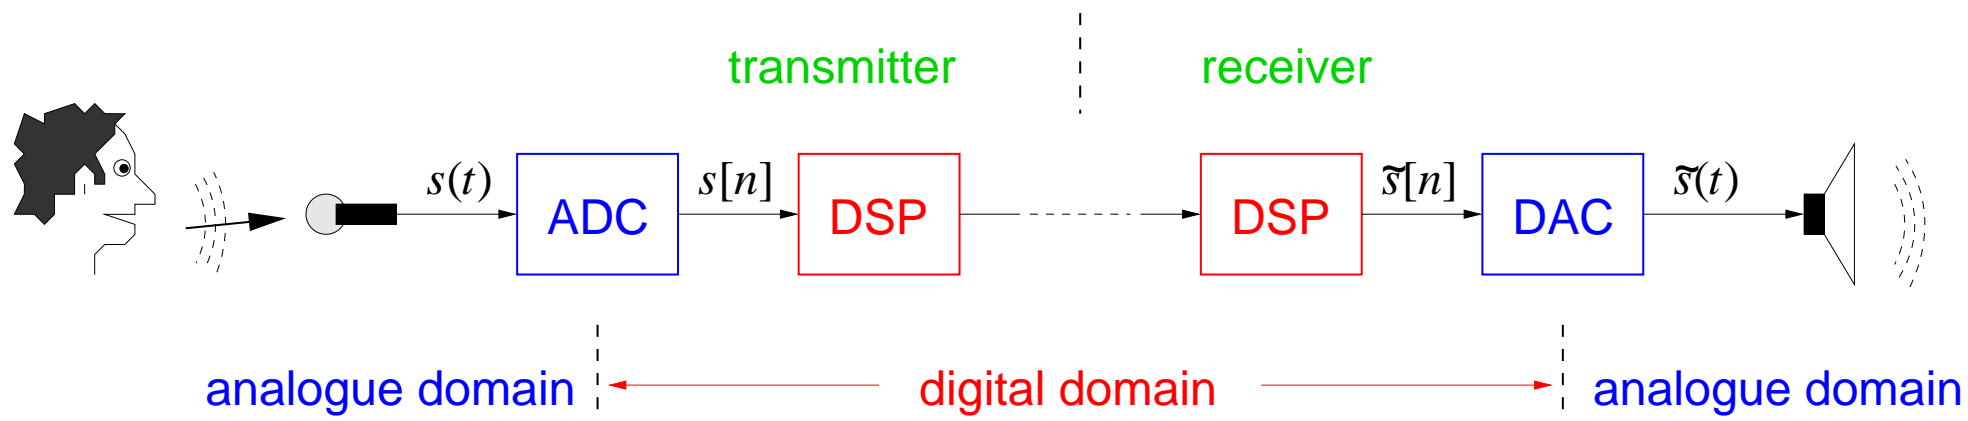 transmitter receiver
s(t) ADC s[n] DSP DSP s̃[n] DAC s̃(t)
analogue domain digital domain analogue domain